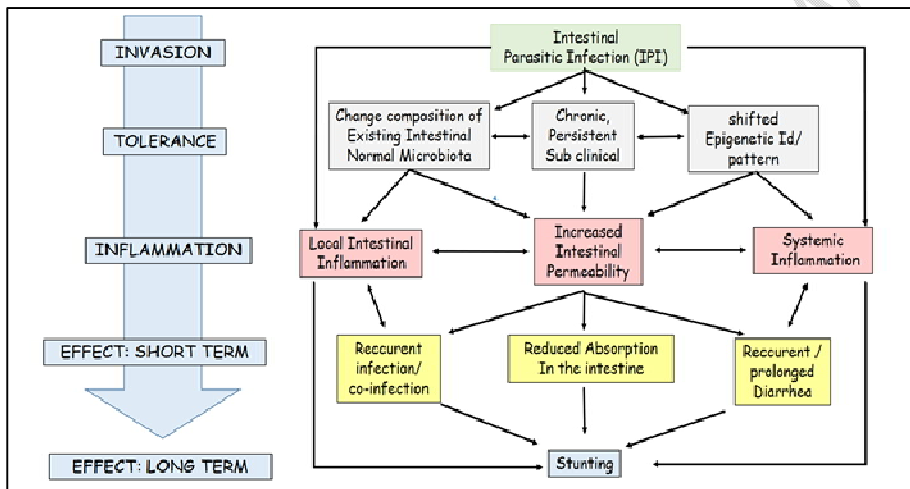 INVASION
TOLERANCE
INFLAMMATION
EFFECT: SHORT TERM
EFFECT: LONG TERM
Intestinal
Parasitic Infection (IPI)
Change composition of
Existing Intestinal
Normal Microbiota
Chronic,
Persistent
Sub clinical
shifted
Epigenetic Id/
pattern
Local Intestinal
Inflammation
Increased
Intestinal
Permeability
Systemic
Inflammation
Reccurent
infection/
co-infection
Reduced Absorption
In the intestine
Reccurent /
prolonged
Diarrhea
Stunting